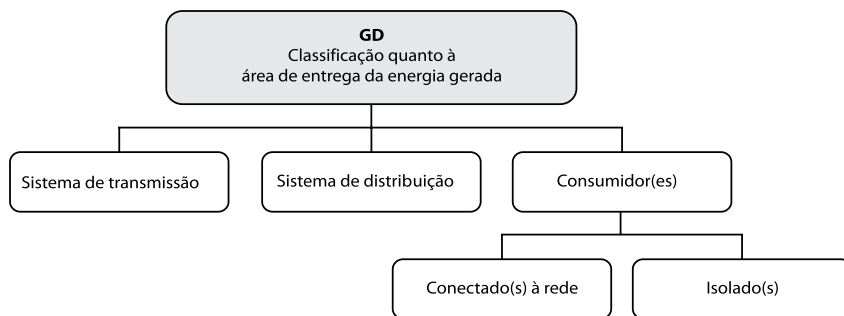 GD
Classificação quanto à
área de entrega da energia gerada
Sistema de transmissão
Sistema de distribuição
Consumidor(es)
Conectado(s) à rede
Isolado(s)